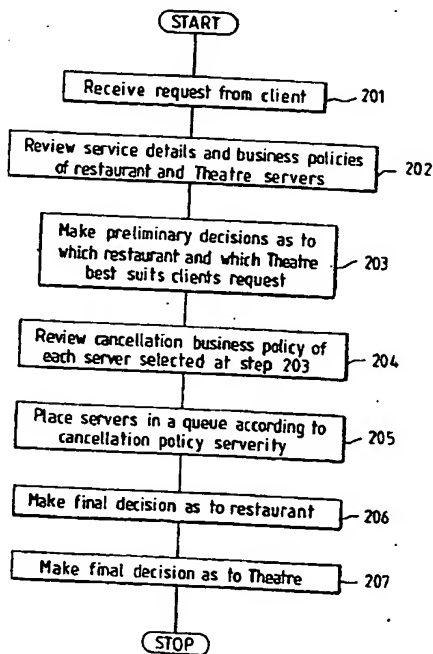 START
Receive request from client
201
Review service details and business policies
of restaurant and Theatre servers
202
Make preliminary decisions as to
which restaurant and which Theatre
best suits clients request
203
Review cancellation business policy of
each server selected at step 203
204
Place servers in a queue according to
cancellation policy serverity
205
Make final decision as to restaurant
206
Make final decision as to Theatre
207
STOP